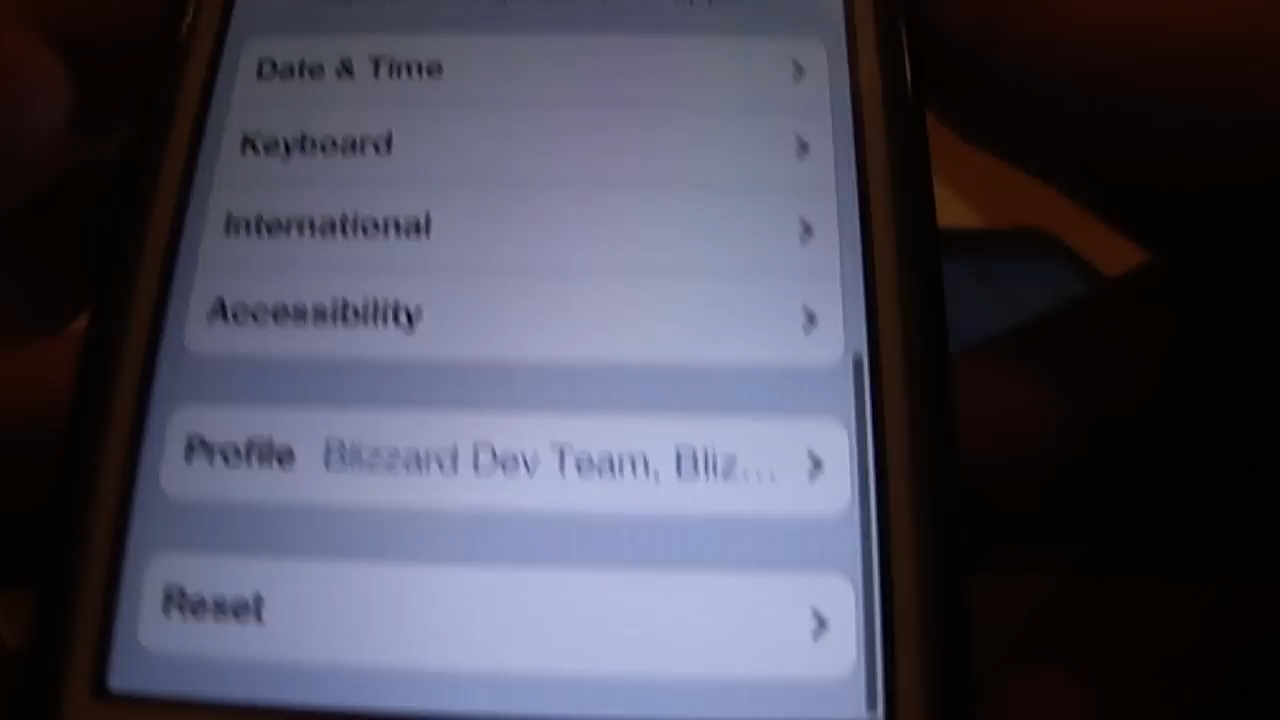 Date & Time
Keyboard
International
Accessibility
Profile Blizzard Dev Team, Bliz...
Reset